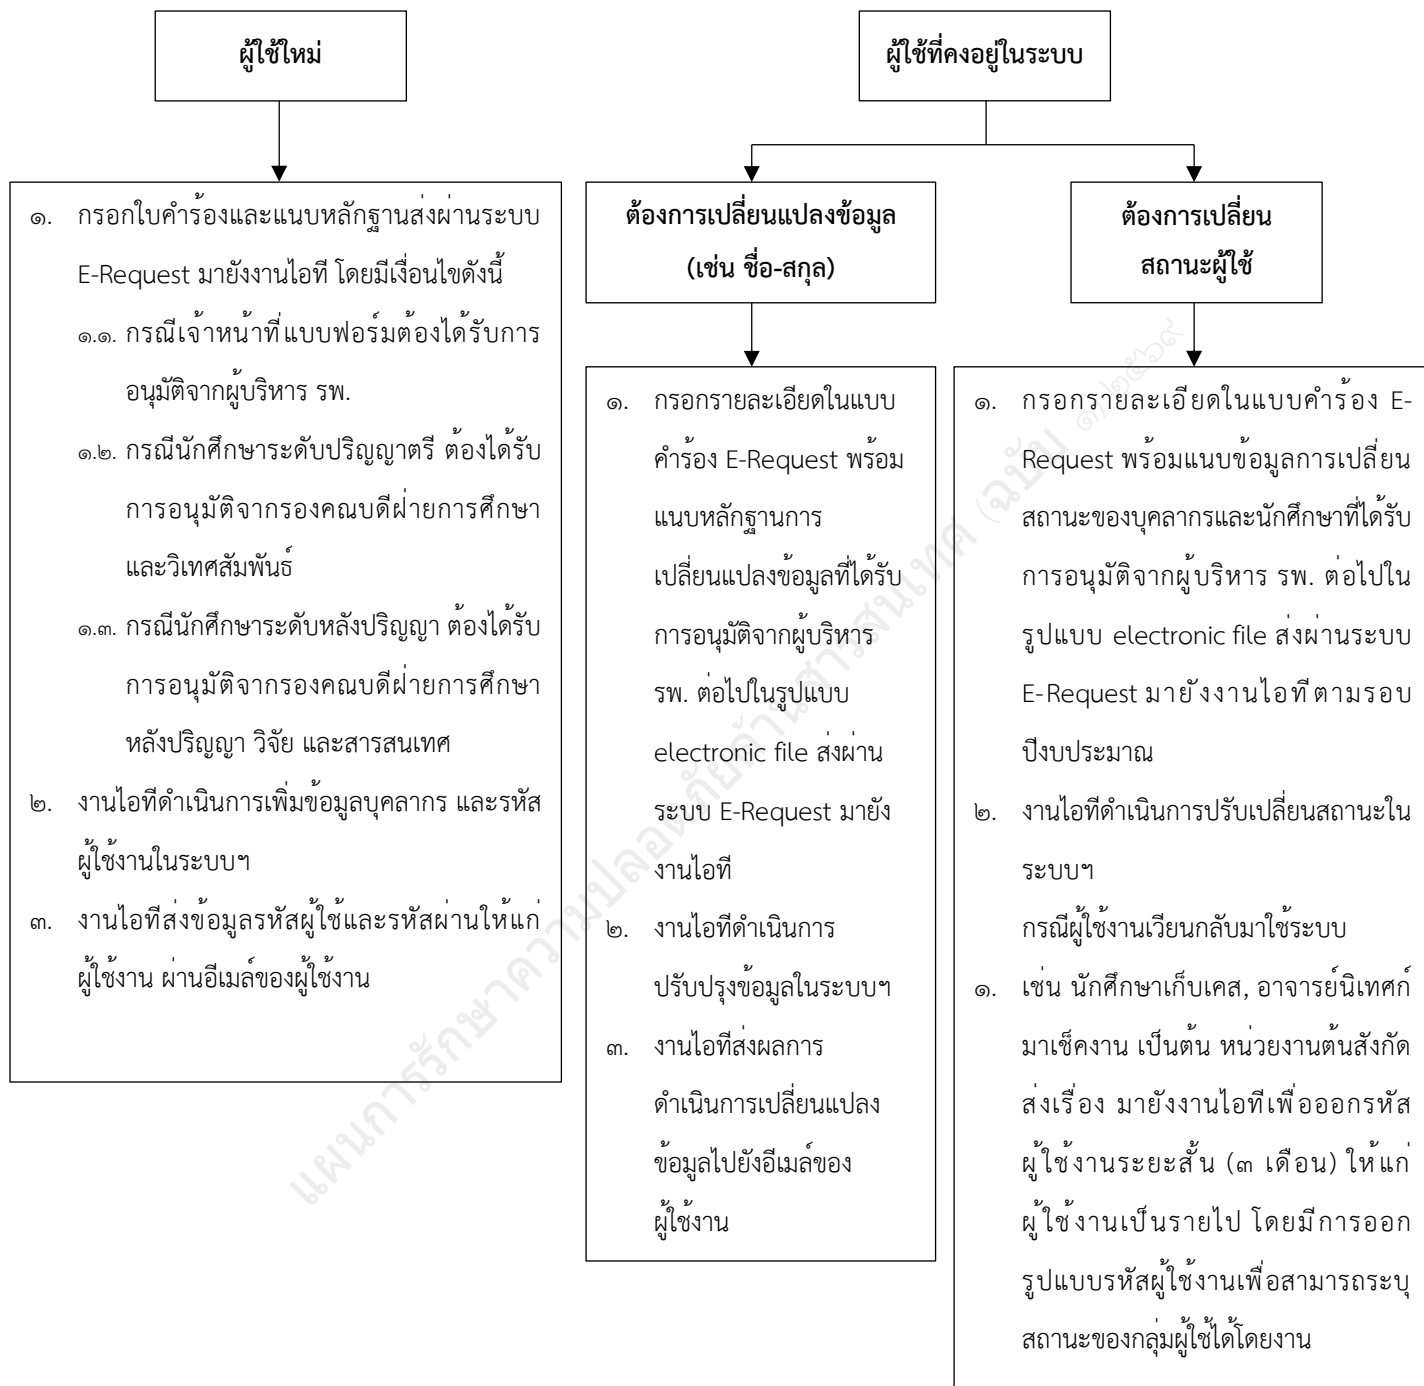 ผู้ใช้ใหม่
๑. กรอกใบคำร้องและแนบหลักฐานส่งผ่านระบบ
E-Request มายังงานไอที โดยมีเงื่อนไขดังนี้
๑.๑. กรณีเจ้าหน้าที่แบบฟอร์มต้องได้รับการ
อนุมัติจากผู้บริหาร รพ.
๑.๒. กรณีนักศึกษาระดับปริญญาตรี ต้องได้รับ
การอนุมัติจากรองคณบดีฝ่ายการศึกษา
และวิเทศสัมพันธ์
๑.๓. กรณีนักศึกษาระดับหลังปริญญา ต้องได้รับ
การอนุมัติจากรองคณบดีฝ่ายการศึกษา
หลังปริญญา วิจัย และสารสนเทศ
๒. งานไอทีดำเนินการเพิ่มข้อมูลบุคลากร และรหัส
ผู้ใช้งานในระบบฯ
๓. งานไอทีส่งข้อมูลรหัสผู้ใช้และรหัสผ่านให้แก่
ผู้ใช้งาน ผ่านอีเมล์ของผู้ใช้งาน
ผู้ใช้ที่คงอยู่ในระบบ
ต้องการเปลี่ยนแปลงข้อมูล
(เช่น ชื่อ-สกุล)
๑. กรอกรายละเอียดในแบบ
คำร้อง E-Request พร้อม
แนบหลักฐานการ
เปลี่ยนแปลงข้อมูลที่ได้รับ
การอนุมัติจากผู้บริหาร
รพ. ต่อไปในรูปแบบ
electronic file ส่งผ่าน
ระบบ E-Request มายัง
งานไอที
๒. งานไอทีดำเนินการ
ปรับปรุงข้อมูลในระบบฯ
๓. งานไอทีส่งผลการ
ดำเนินการเปลี่ยนแปลง
ข้อมูลไปยังอีเมล์ของ
ผู้ใช้งาน
ต้องการเปลี่ยน
สถานะผู้ใช้
๑. กรอกรายละเอียดในแบบคำร้อง E-
Request พร้อมแนบข้อมูลการเปลี่ยน
สถานะของบุคลากรและนักศึกษาที่ได้รับ
การอนุมัติจากผู้บริหาร รพ. ต่อไปใน
รูปแบบ electronic file ส่งผ่านระบบ
E-Request มายังงานไอทีตามรอบ
ปีงบประมาณ
๒. งานไอทีดำเนินการปรับเปลี่ยนสถานะใน
ระบบฯ
กรณีผู้ใช้งานเวียนกลับมาใช้ระบบ
๑. เช่น นักศึกษาเก็บเคส, อาจารย์นิเทศก์
มาเช็คงาน เป็นต้น หน่วยงานต้นสังกัด
ส่งเรื่อง มายังงานไอทีเพื่อออกรหัส
ผู้ใช้งานระยะสั้น (๓ เดือน) ให้แก่
ผู้ใช้งานเป็นรายไป โดยมีการออก
รูปแบบรหัสผู้ใช้งานเพื่อสามารถระบุ
สถานะของกลุ่มผู้ใช้ได้โดยงาน
แผนการรักษาความปลอดภัยด้านสารสนเทศ (ฉบับ ๑/๒๕๖๙